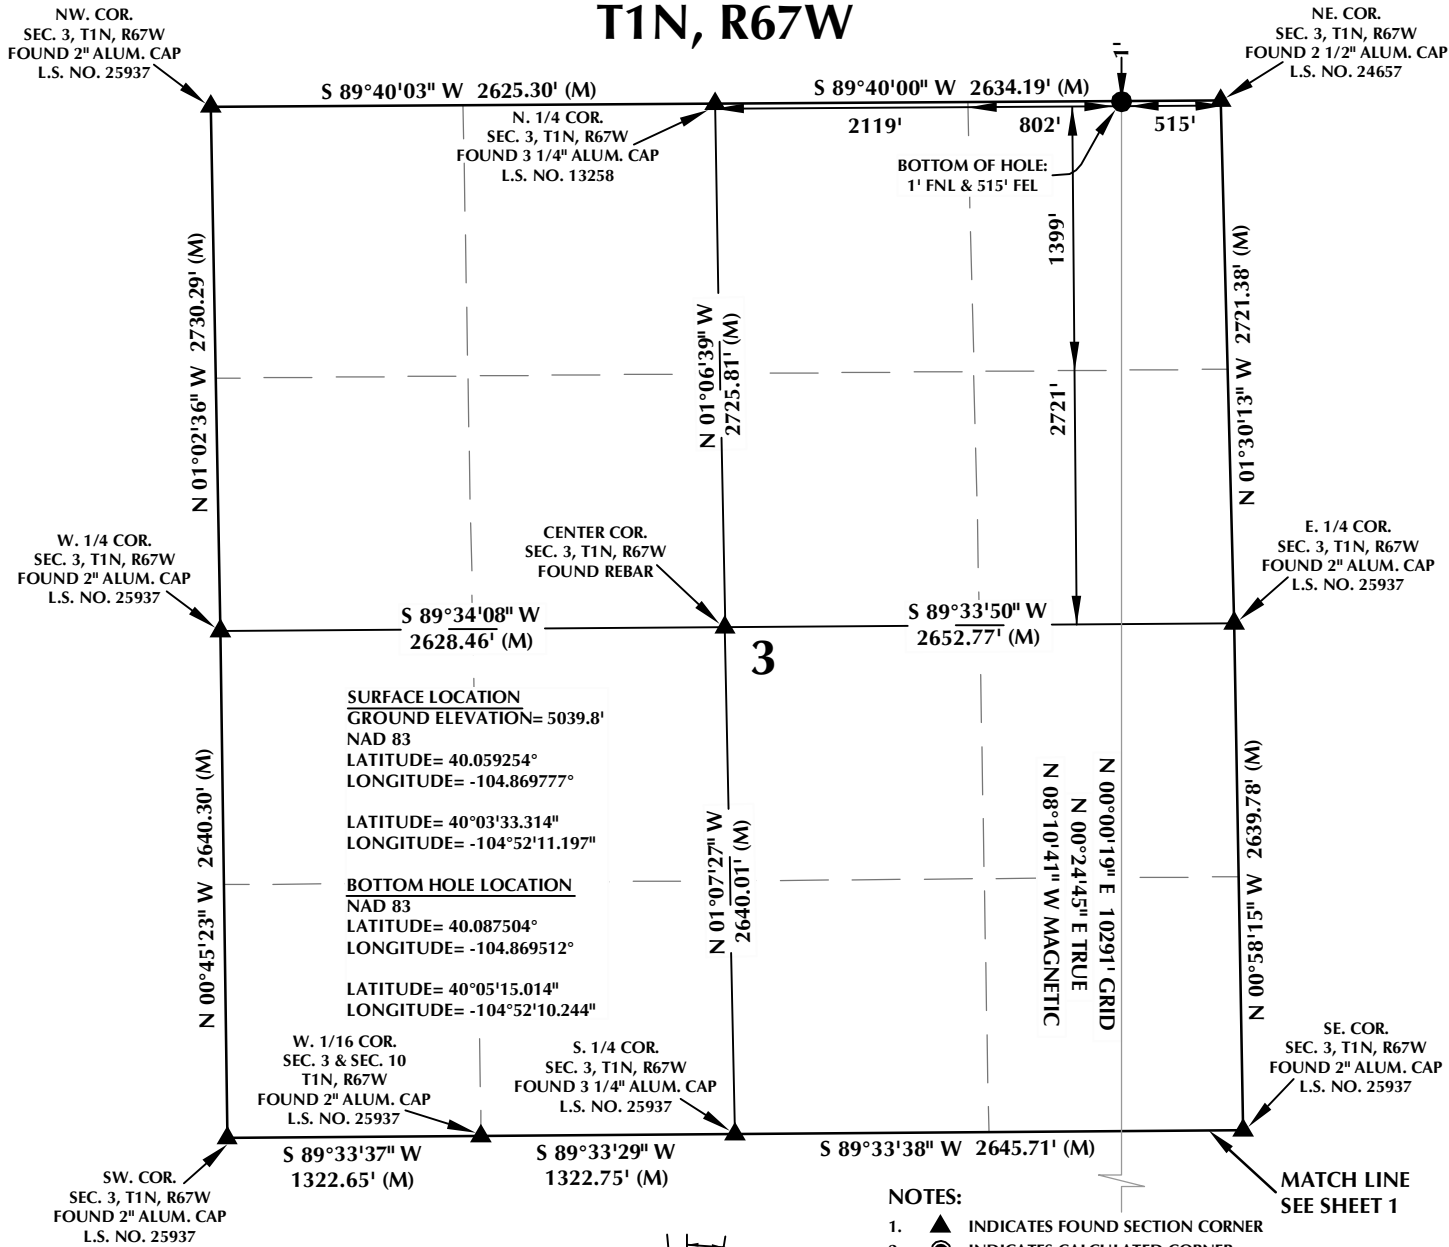 T1N, R67W
NW. COR.
SEC. 3, T1N, R67W
FOUND 2" ALUM. CAP
L.S. NO. 25937
NE. COR.
SEC. 3, T1N, R67W
FOUND 2 1/2" ALUM. CAP
L.S. NO. 24657
1'
S 89°40'03" W 2625.30' (M)
S 89°40'00" W 2634.19' (M)
N. 1/4 COR.
SEC. 3, T1N, R67W
FOUND 3 1/4" ALUM. CAP
L.S. NO. 13258
2119'
802'
515'
BOTTOM OF HOLE:
1' FNL & 515' FEL
1399'
2721'
N 01°02'36" W 2730.29' (M)
N 01°06'39" W
2725.81' (M)
N 01°30'13" W 2721.38' (M)
W. 1/4 COR.
SEC. 3, T1N, R67W
FOUND 2" ALUM. CAP
L.S. NO. 25937
CENTER COR.
SEC. 3, T1N, R67W
FOUND REBAR
E. 1/4 COR.
SEC. 3, T1N, R67W
FOUND 2" ALUM. CAP
L.S. NO. 25937
S 89°34'08" W
2628.46' (M)
S 89°33'50" W
2652.77' (M)
3
SURFACE LOCATION
GROUND ELEVATION= 5039.8'
NAD 83
LATITUDE= 40.059254°
LONGITUDE= -104.869777°
LATITUDE= 40°03'33.314"
LONGITUDE= -104°52'11.197"
BOTTOM HOLE LOCATION
NAD 83
LATITUDE= 40.087504°
LONGITUDE= -104.869512°
LATITUDE= 40°05'15.014"
LONGITUDE= -104°52'10.244"
N 00°45'23" W 2640.30' (M)
N 01°07'27" W
2640.01' (M)
N 00°00'19" E 10291' GRID
N 00°24'45" E TRUE
N 08°10'41" W MAGNETIC
N 00°58'15" W 2639.78' (M)
W. 1/16 COR.
SEC. 3 & SEC. 10
T1N, R67W
FOUND 2" ALUM. CAP
L.S. NO. 25937
S. 1/4 COR.
SEC. 3, T1N, R67W
FOUND 3 1/4" ALUM. CAP
L.S. NO. 25937
SE. COR.
SEC. 3, T1N, R67W
FOUND 2" ALUM. CAP
L.S. NO. 25937
S 89°33'37" W
1322.65' (M)
S 89°33'29" W
1322.75' (M)
S 89°33'38" W 2645.71' (M)
SW. COR.
SEC. 3, T1N, R67W
FOUND 2" ALUM. CAP
L.S. NO. 25937
MATCH LINE
SEE SHEET 1
NOTES:
1. ▲ INDICATES FOUND SECTION CORNER
INDICATES CALCULATED CORNER